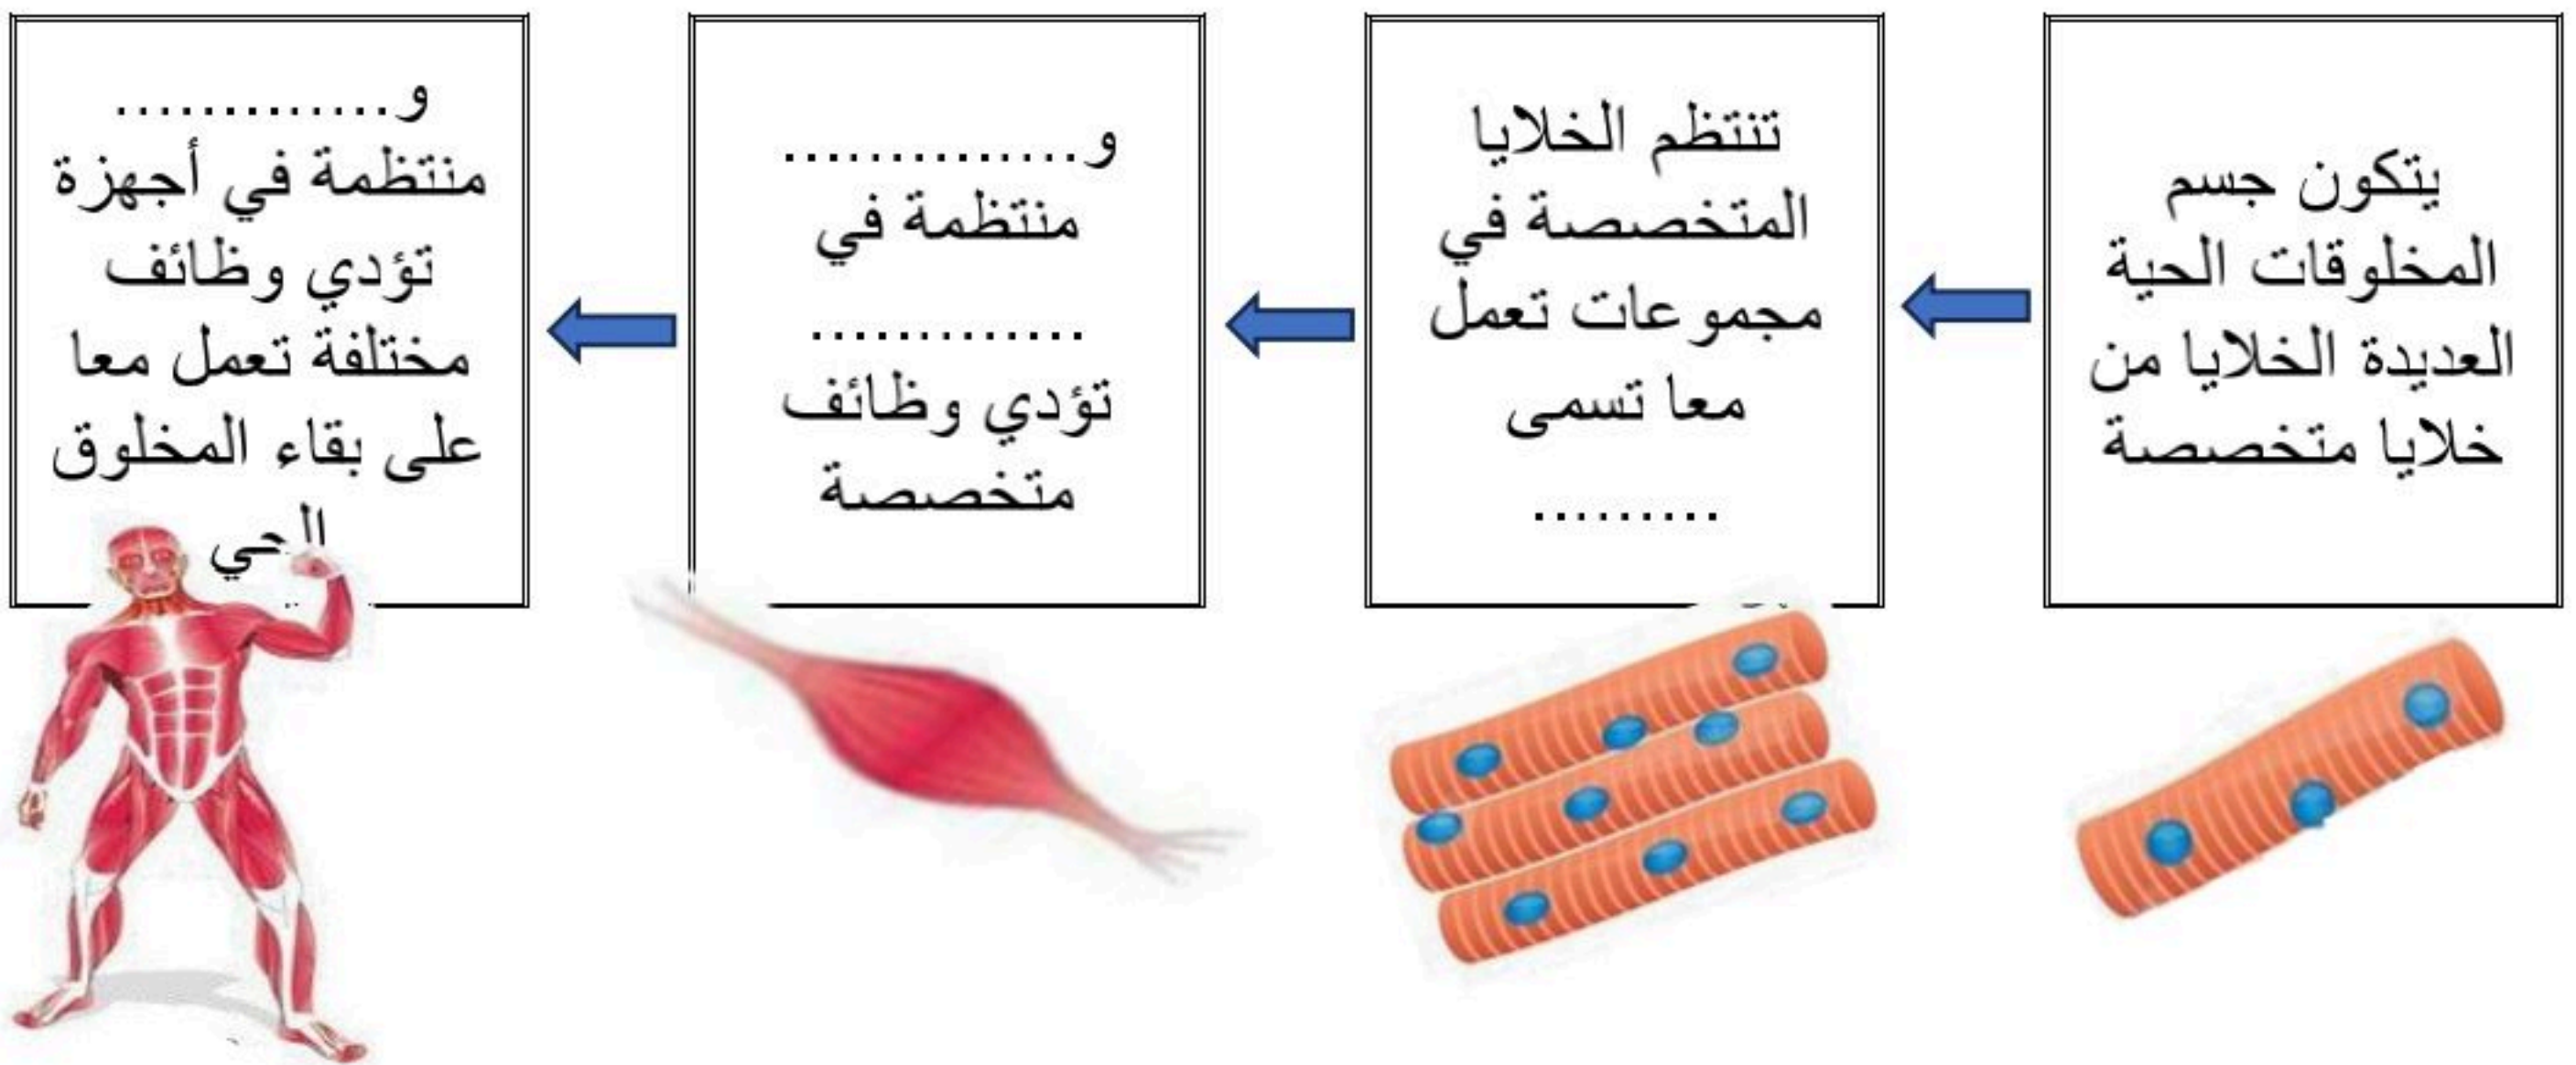 يتكون جسم
المخلوقات الحية
العديدة الخلايا من
خلايا متخصصة
تنتظم الخلايا
المتخصصة في
مجموعات تعمل
معا تسمى
.........
و..............
منتظمة في
.............
تؤدي وظائف
متخصصة
و.............
منتظمة في أجهزة
تؤدي وظائف
مختلفة تعمل معا
على بقاء المخلوق
الحي